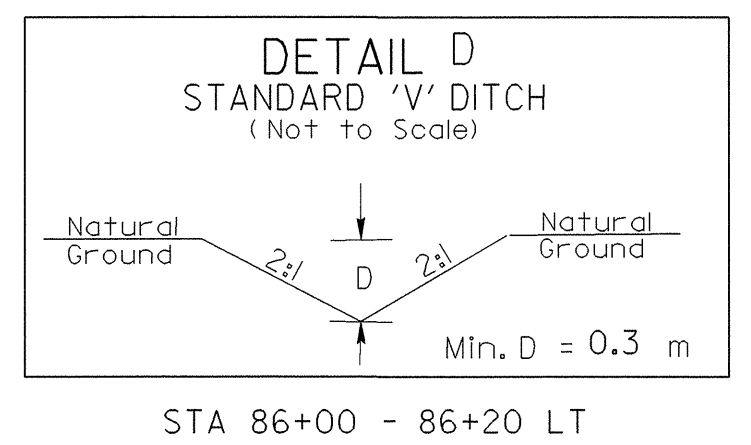 DETAIL D
STANDARD 'V' DITCH
(Not to Scale)
Natural
Ground
2:1
D
2:1
Natural
Ground
Min. D = 0.3 m
STA 86+00 - 86+20 LT